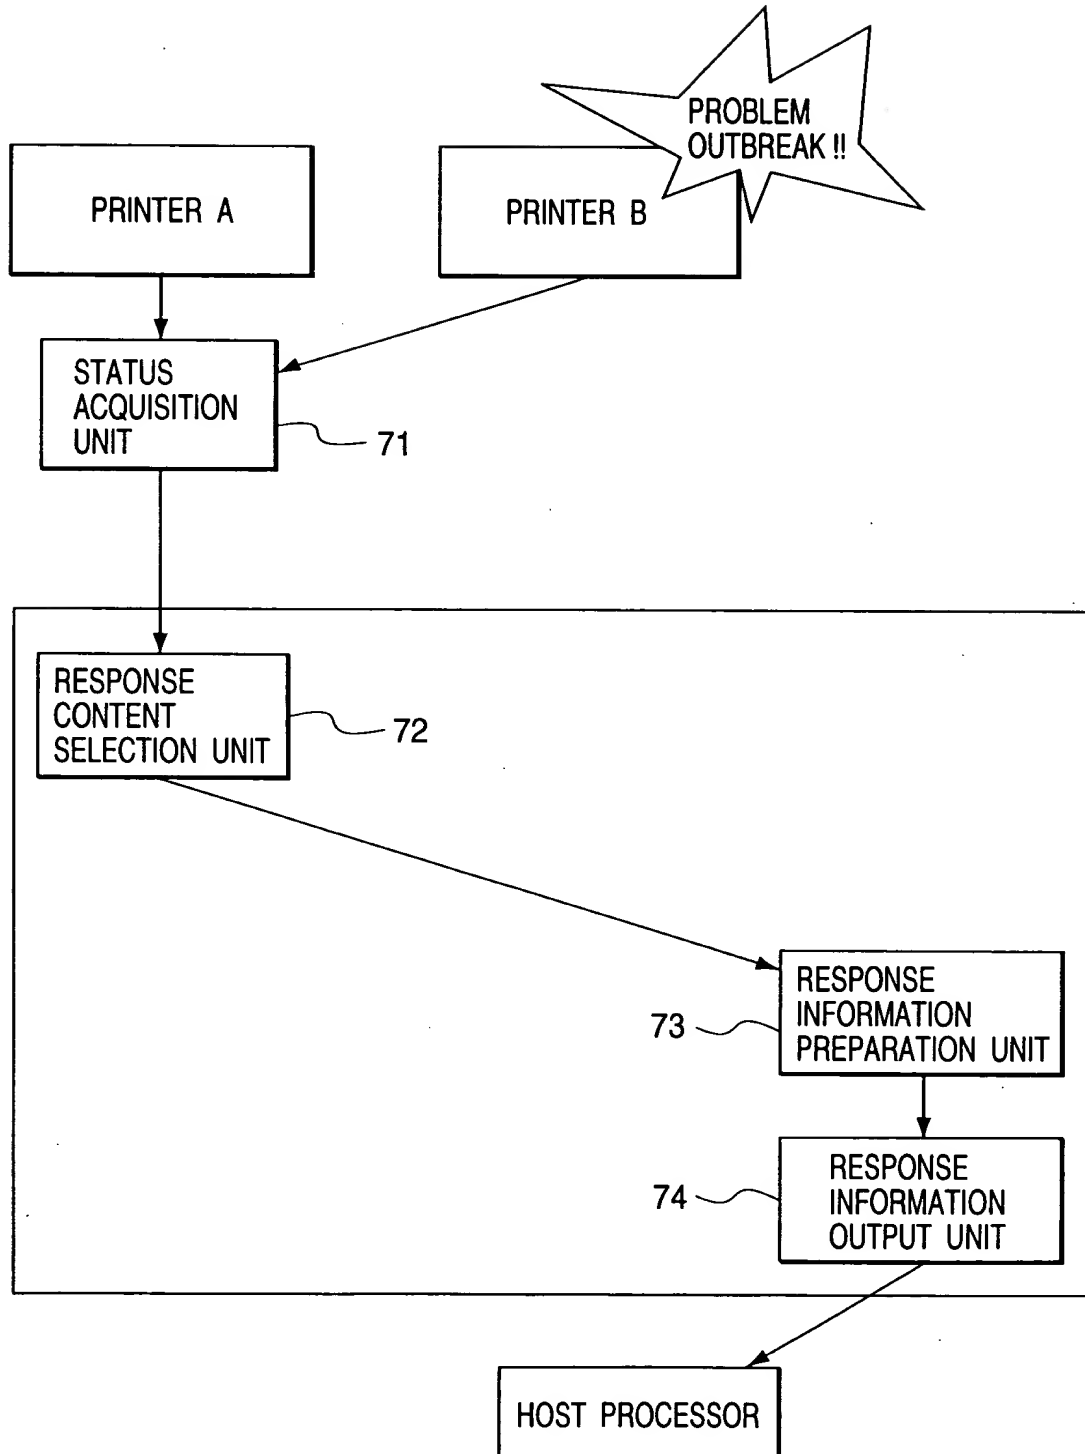 PROBLEM
OUTBREAK !!
PRINTER A
PRINTER B
STATUS
ACQUISITION
UNIT
71
RESPONSE
CONTENT
SELECTION UNIT
72
RESPONSE
INFORMATION
PREPARATION UNIT
73
RESPONSE
INFORMATION
OUTPUT UNIT
74
HOST PROCESSOR